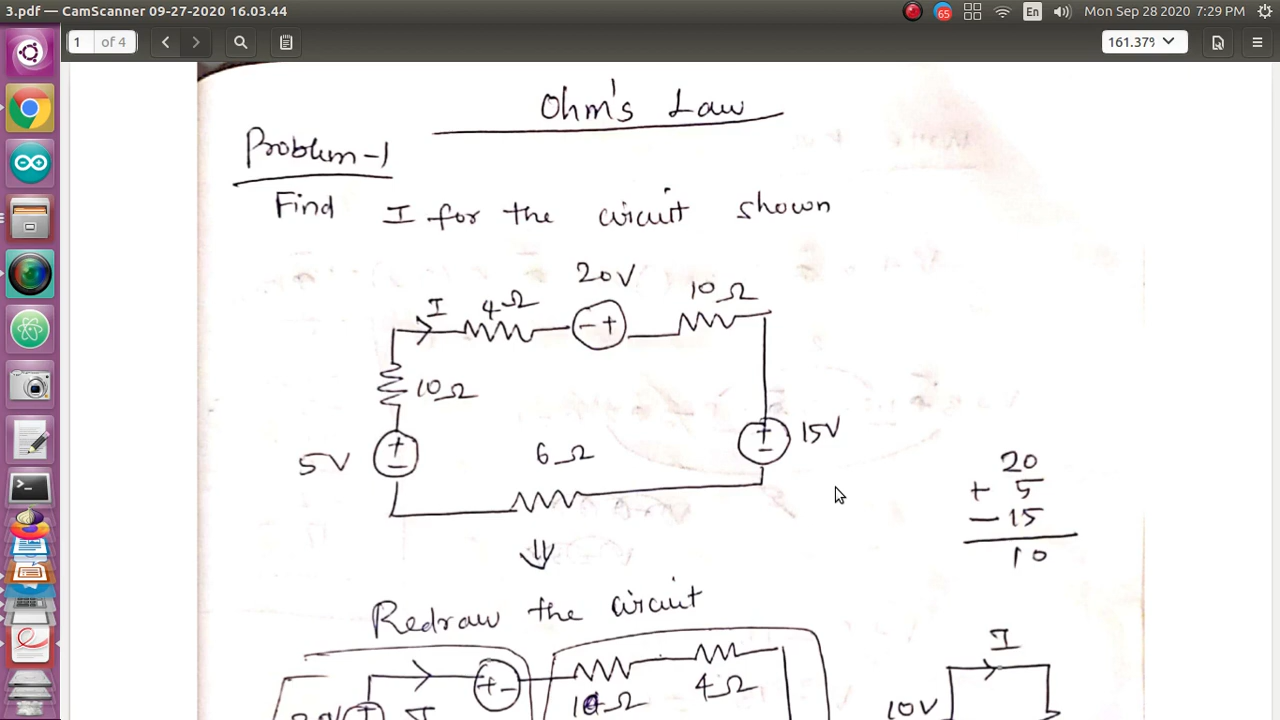 3.pdf — CamScanner 09-27-2020 16.03.44
65
En
Mon Sep 28 2020 7:29 PM
1 of 4
161.37%
Ohm's Law
Problem-1
Find I for the circuit shown
20V
I 4Ω 10Ω
- +
10Ω
+
-
5V
6Ω
+
-
15V
20
+ 5
- 15
10
⇓
Redraw the circuit
I
+ -
I
4Ω
10V